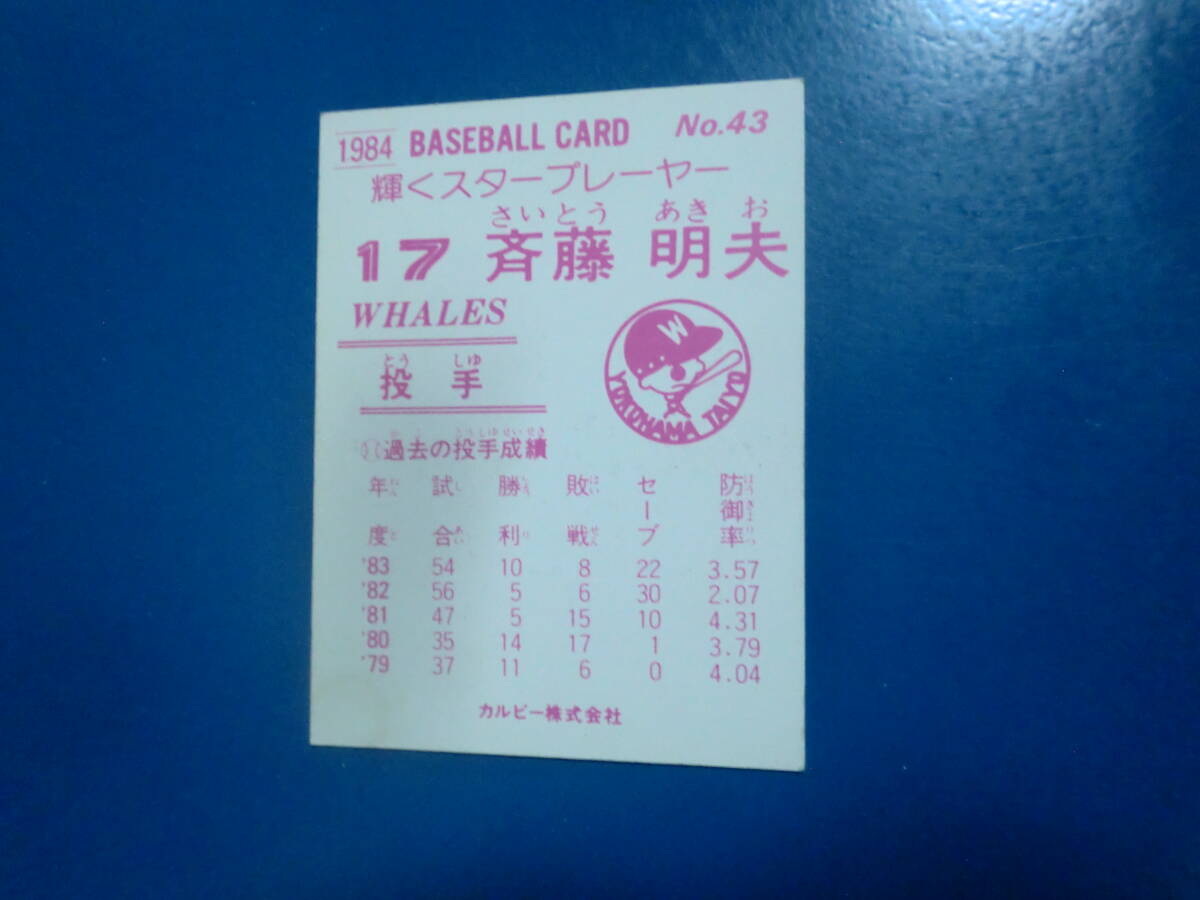 1984 BASEBALL CARD No.43
輝くスタープレーヤー
さいとう あきお
17 斉藤 明夫
WHALES
W
YOKOHAMA TAIYO
とう しゆ
投手
過去の投手成績
年度 試合 勝利 敗戦 セーブ 防御率
'83 54 10 8 22 3.57
'82 56 5 6 30 2.07
'81 47 5 15 10 4.31
'80 35 14 17 1 3.79
'79 37 11 6 0 4.04
カルビー株式会社